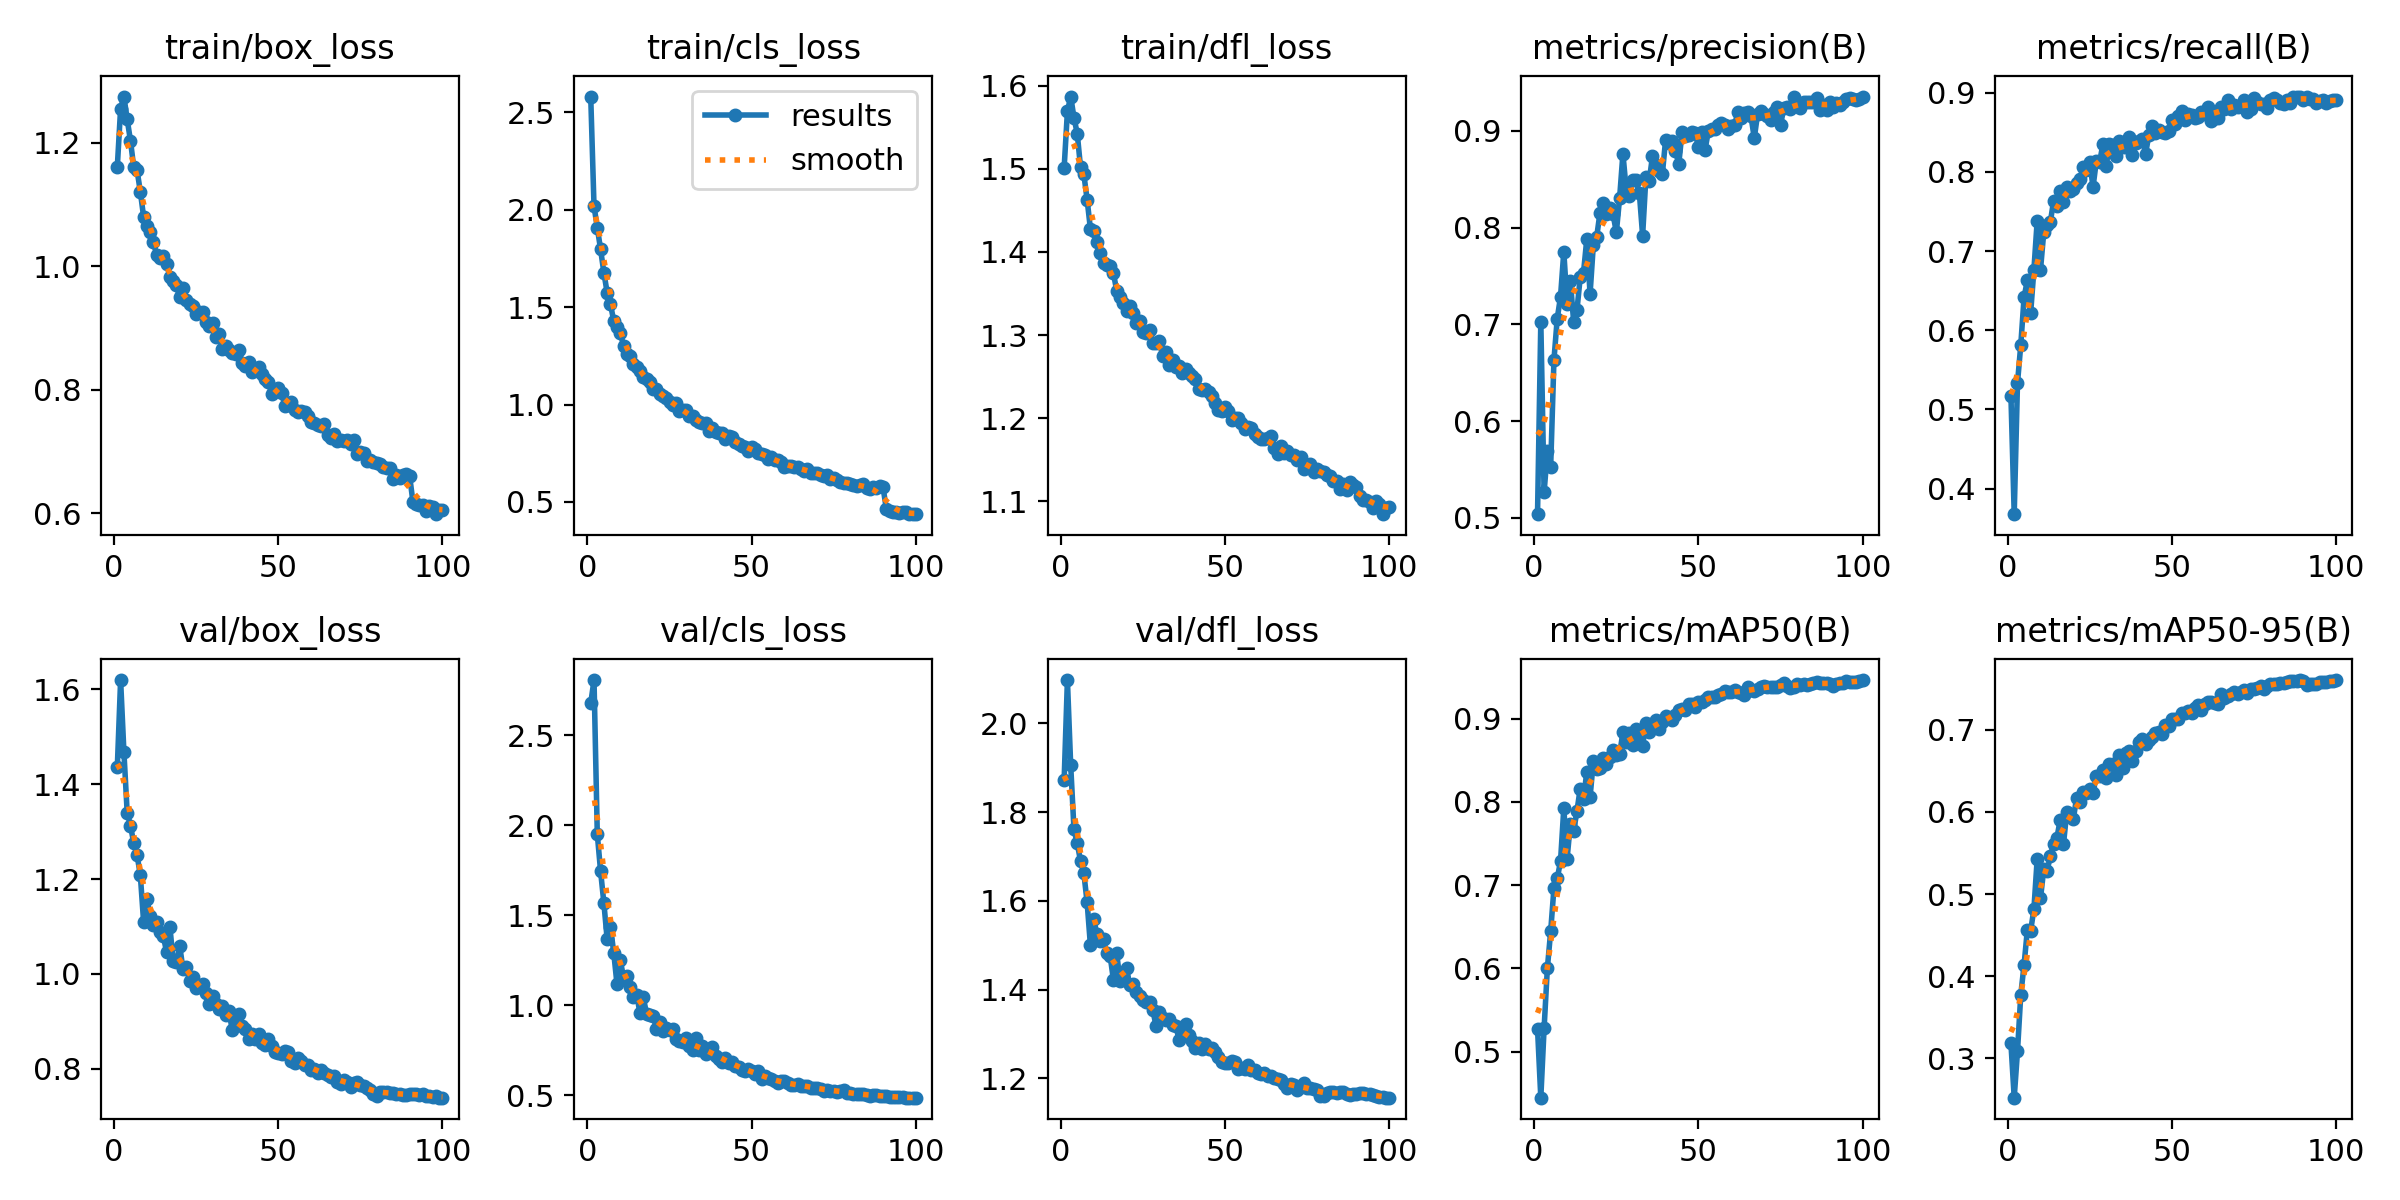 train/box_loss
train/cls_loss
train/dfl_loss
metrics/precision(B)
metrics/recall(B)
results
smooth
1.2
1.0
0.8
0.6
0 50 100
2.5
2.0
1.5
1.0
0.5
0 50 100
1.6
1.5
1.4
1.3
1.2
1.1
0 50 100
0.9
0.8
0.7
0.6
0.5
0 50 100
0.9
0.8
0.7
0.6
0.5
0.4
0 50 100
val/box_loss
val/cls_loss
val/dfl_loss
metrics/mAP50(B)
metrics/mAP50-95(B)
1.6
1.4
1.2
1.0
0.8
0 50 100
2.5
2.0
1.5
1.0
0.5
0 50 100
2.0
1.8
1.6
1.4
1.2
0 50 100
0.9
0.8
0.7
0.6
0.5
0 50 100
0.7
0.6
0.5
0.4
0.3
0 50 100